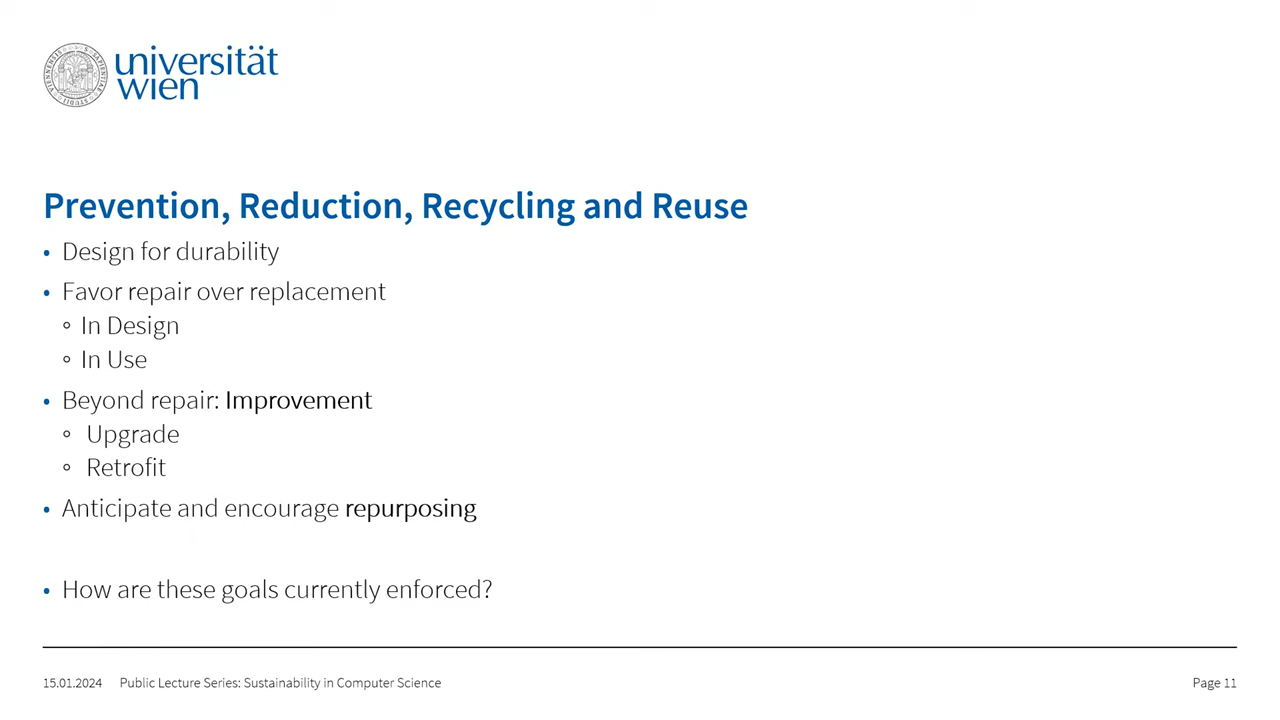 universität
wien
Prevention, Reduction, Recycling and Reuse
• Design for durability
• Favor repair over replacement
◦ In Design
◦ In Use
• Beyond repair: Improvement
◦ Upgrade
◦ Retrofit
• Anticipate and encourage repurposing
• How are these goals currently enforced?
15.01.2024 Public Lecture Series: Sustainability in Computer Science Page 11